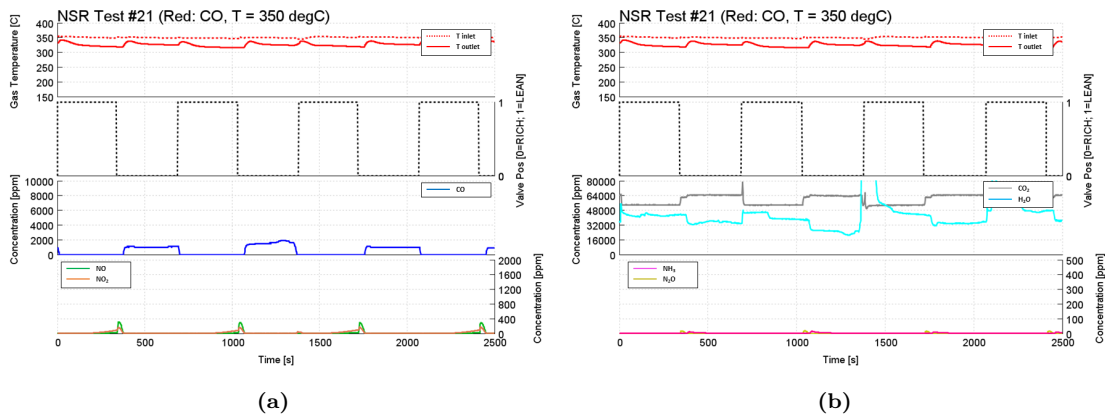 NSR Test #21 (Red: CO, T = 350 degC)
Gas Temperature [C]
400
350
300
250
200
150
T inlet
T outlet
Valve Pos [0=RICH; 1=LEAN]
1
0
Concentration [ppm]
10000
8000
6000
4000
2000
0
CO
NO
NO₂
Concentration [ppm]
2000
1600
1200
800
400
0
0
500
1000
1500
2000
2500
Time [s]
(a)
NSR Test #21 (Red: CO, T = 350 degC)
Gas Temperature [C]
400
350
300
250
200
150
T inlet
T outlet
Valve Pos [0=RICH; 1=LEAN]
1
0
Concentration [ppm]
80000
64000
48000
32000
16000
0
CO₂
H₂O
NH₃
N₂O
Concentration [ppm]
500
400
300
200
100
0
0
500
1000
1500
2000
2500
Time [s]
(b)